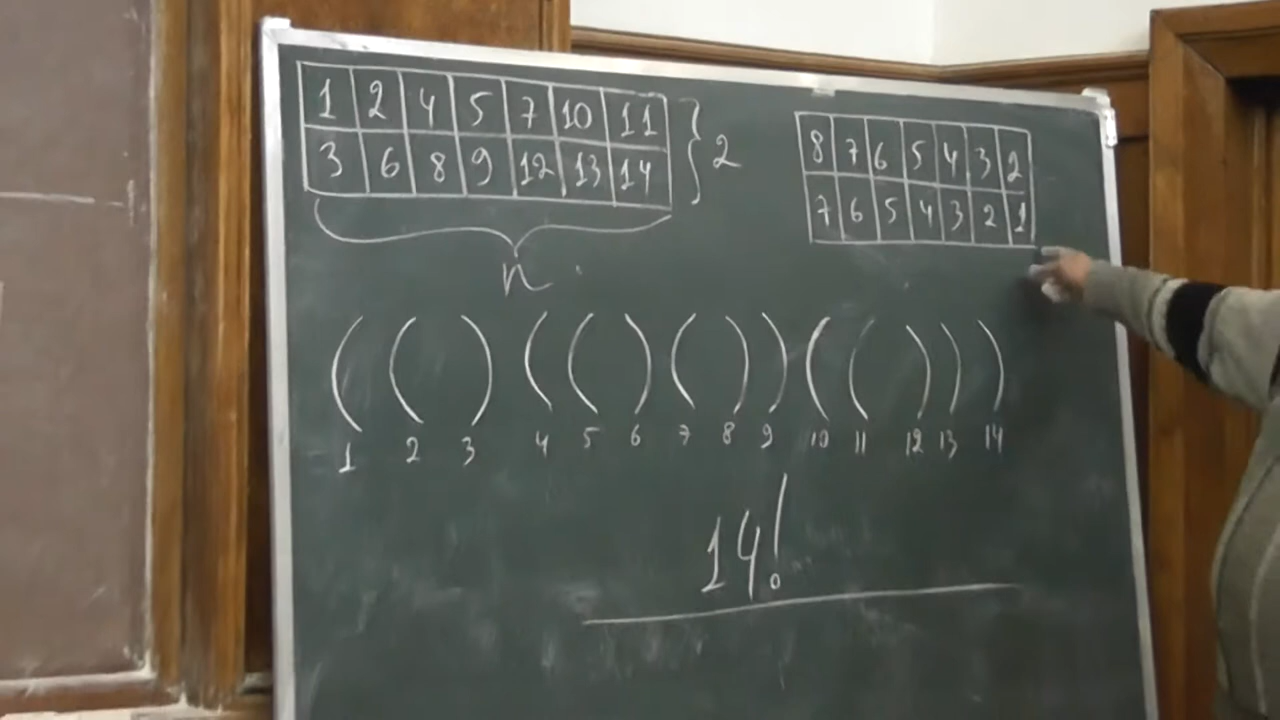 1 2 4 5 7 10 11
3 6 8 9 12 13 14
} 2
n
8 7 6 5 4 3 2
7 6 5 4 3 2 1
( ( ) ( ( ) ( ) ) ( ( ) ) )
1 2 3 4 5 6 7 8 9 10 11 12 13 14
14!